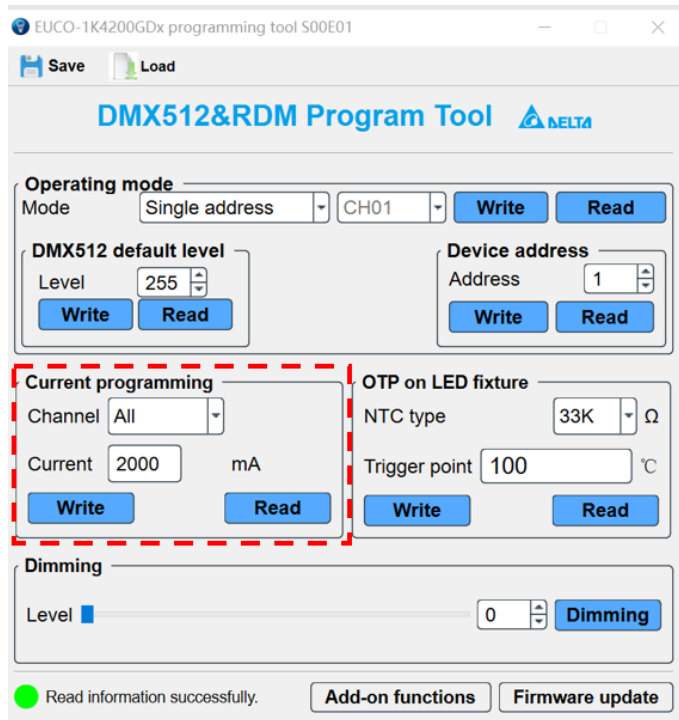 EUCO-1K4200GDx programming tool S00E01
Save Load
DMX512&RDM Program Tool DELTA
Operating mode
Mode Single address CH01 Write Read
DMX512 default level
Level 255
Write Read
Device address
Address 1
Write Read
Current programming
Channel All
Current 2000 mA
Write Read
OTP on LED fixture
NTC type 33K Ω
Trigger point 100 ℃
Write Read
Dimming
Level 0 Dimming
Read information successfully. Add-on functions Firmware update